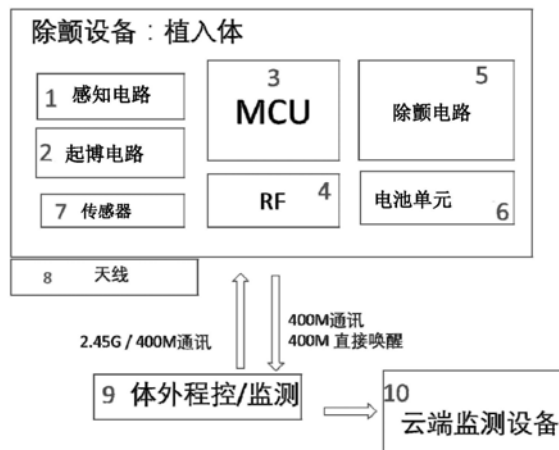 除颤设备：植入体
1 感知电路
3
MCU
5
除颤电路
2 起博电路
7 传感器
RF 4
电池单元 6
8 天线
2.45G / 400M通讯
400M通讯
400M 直接唤醒
9 体外程控/监测
10
云端监测设备